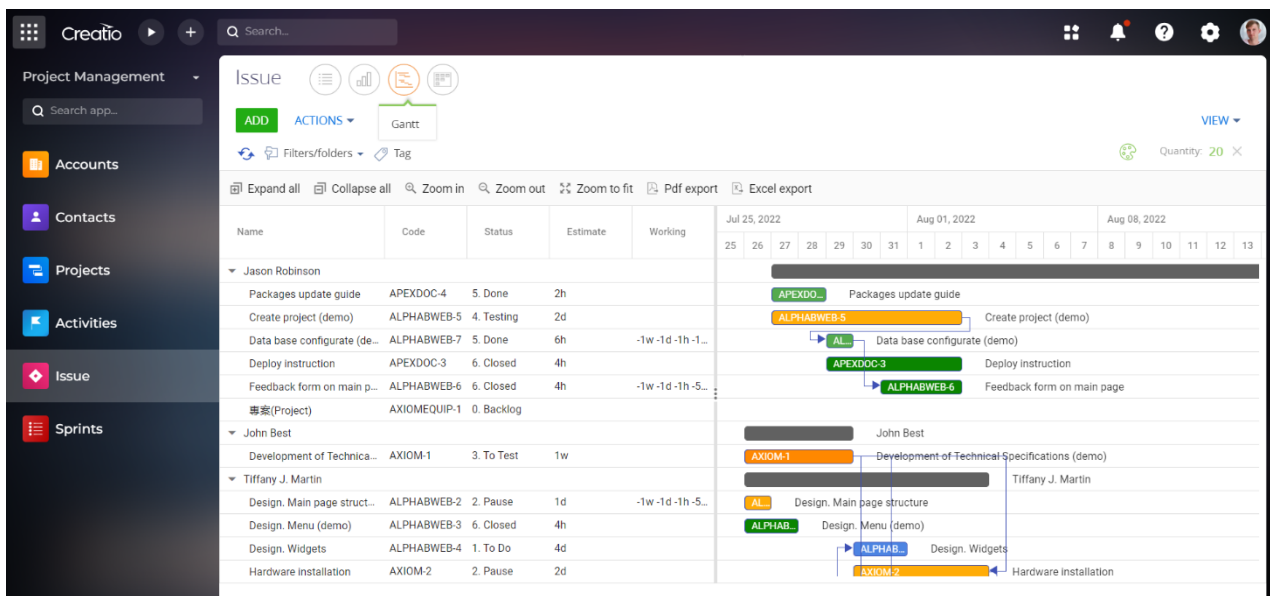 Creatio
Search...
Project Management
Search app...
Accounts
Contacts
Projects
Activities
Issue
Sprints
Issue
ADD ACTIONS Gantt VIEW
Filters/folders Tag Quantity: 20
Expand all Collapse all Zoom in Zoom out Zoom to fit Pdf export Excel export
Name Code Status Estimate Working Jul 25, 2022 Aug 01, 2022 Aug 08, 2022
25 26 27 28 29 30 31 1 2 3 4 5 6 7 8 9 10 11 12 13
Jason Robinson
Packages update guide APEXDOC-4 5. Done 2h APEXDO... Packages update guide
Create project (demo) ALPHABWEB-5 4. Testing 2d ALPHABWEB-5 Create project (demo)
Data base configurate (de... ALPHABWEB-7 5. Done 6h -1w -1d -1h -1... AL... Data base configurate (demo)
Deploy instruction APEXDOC-3 6. Closed 4h APEXDOC-3 Deploy instruction
Feedback form on main p... ALPHABWEB-6 6. Closed 4h -1w -1d -1h -5... ALPHABWEB-6 Feedback form on main page
專案(Project) AXIOMEQUIP-1 0. Backlog
John Best John Best
Development of Technica... AXIOM-1 3. To Test 1w AXIOM-1 Development of Technical Specifications (demo)
Tiffany J. Martin Tiffany J. Martin
Design. Main page struct... ALPHABWEB-2 2. Pause 1d -1w -1d -1h -5... AL... Design. Main page structure
Design. Menu (demo) ALPHABWEB-3 6. Closed 4h ALPHAB... Design. Menu (demo)
Design. Widgets ALPHABWEB-4 1. To Do 4d ALPHAB... Design. Widgets
Hardware installation AXIOM-2 2. Pause 2d AXIOM-2 Hardware installation